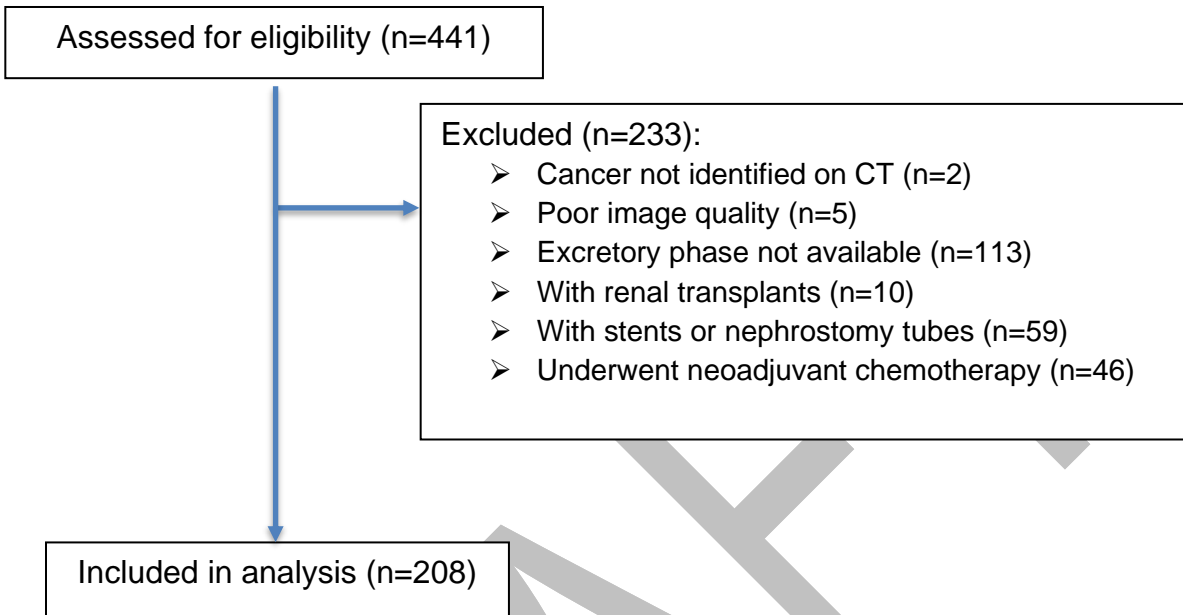 Assessed for eligibility (n=441)
Excluded (n=233):
➢ Cancer not identified on CT (n=2)
➢ Poor image quality (n=5)
➢ Excretory phase not available (n=113)
➢ With renal transplants (n=10)
➢ With stents or nephrostomy tubes (n=59)
➢ Underwent neoadjuvant chemotherapy (n=46)
Included in analysis (n=208)